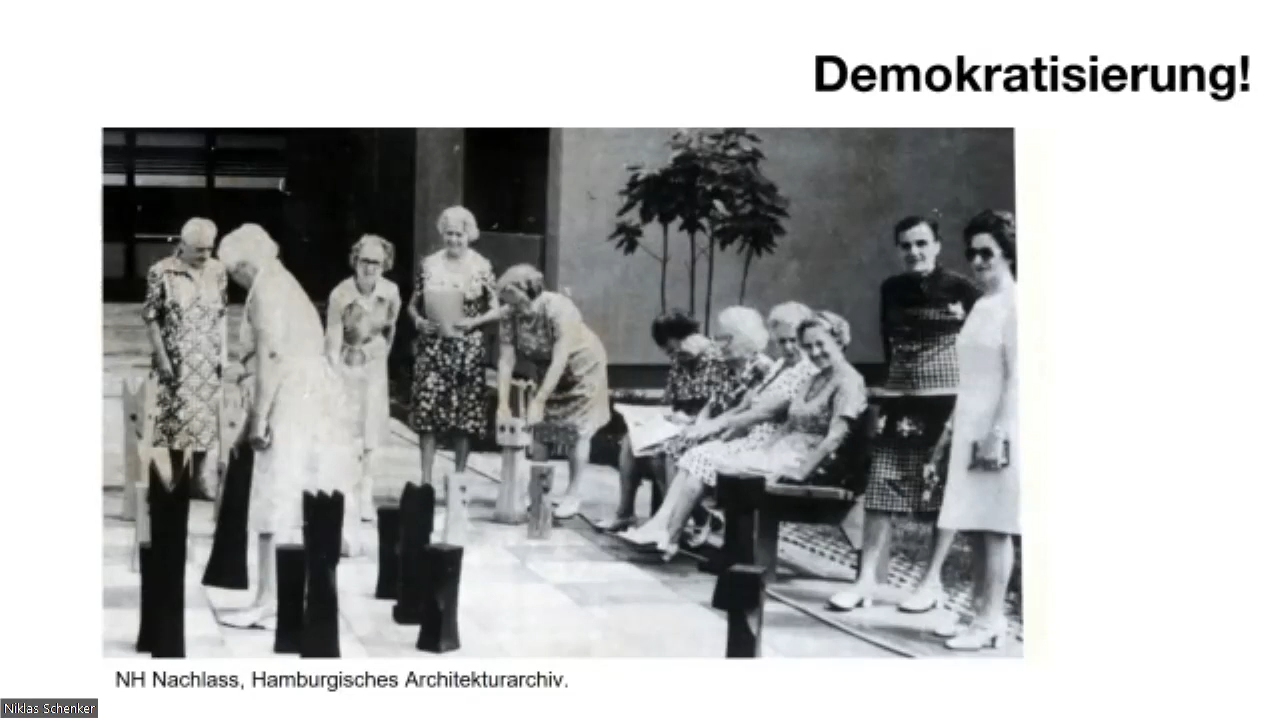 Demokratisierung!
NH Nachlass, Hamburgisches Architekturarchiv.
Niklas Schenker